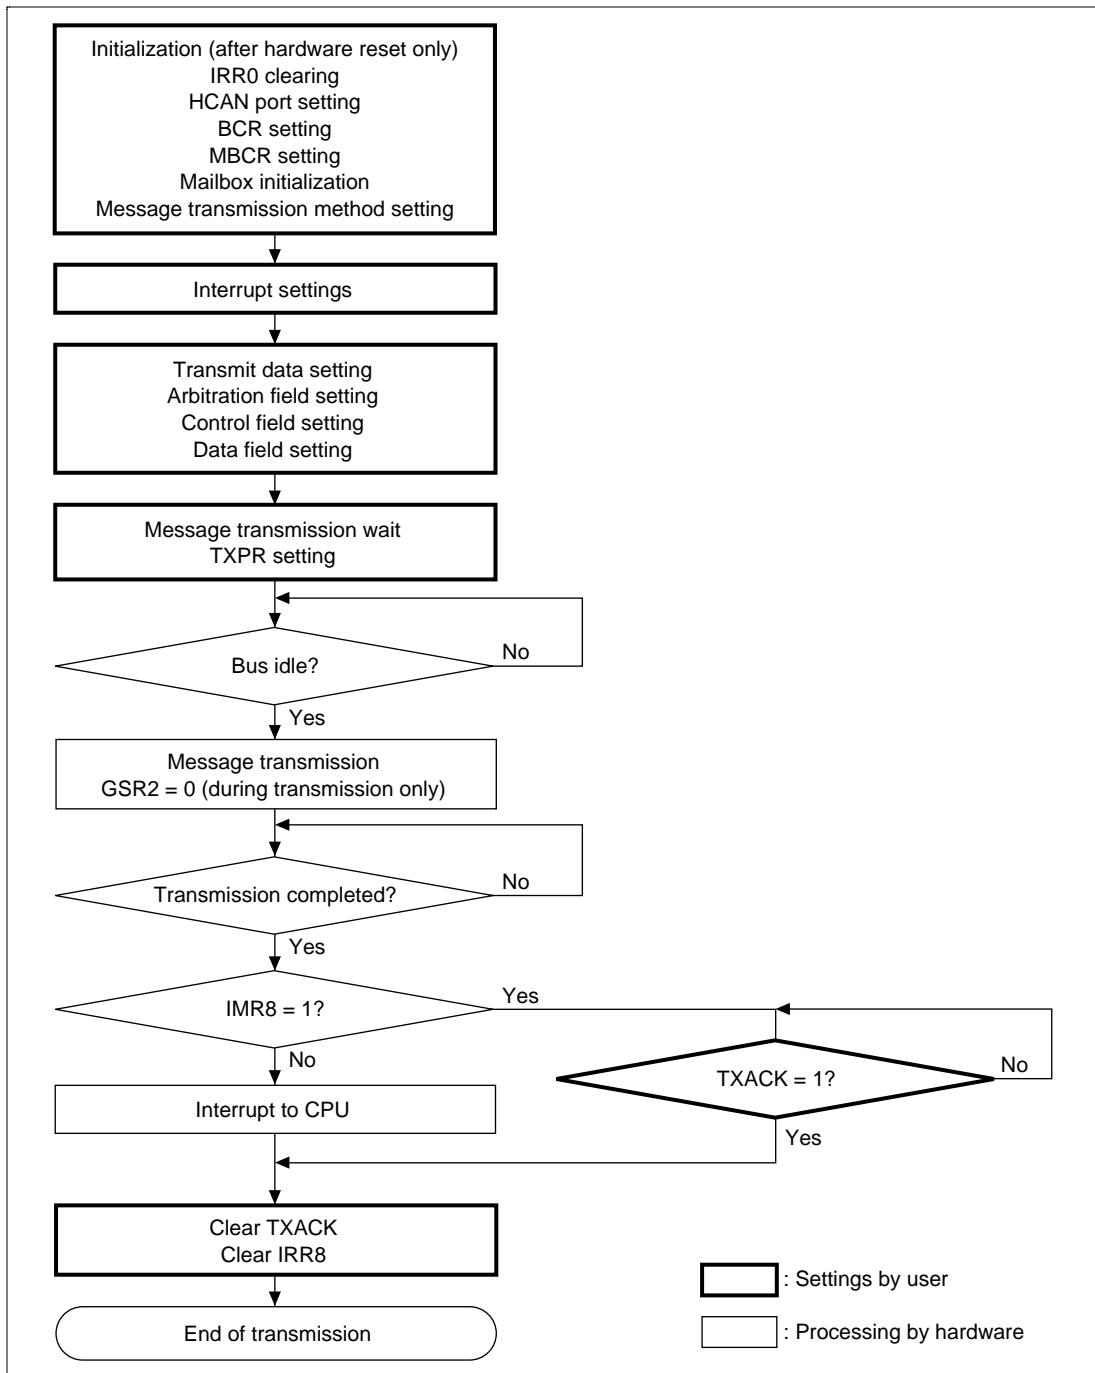 Initialization (after hardware reset only)
IRR0 clearing
HCAN port setting
BCR setting
MBCR setting
Mailbox initialization
Message transmission method setting
Interrupt settings
Transmit data setting
Arbitration field setting
Control field setting
Data field setting
Message transmission wait
TXPR setting
Bus idle?
No
Yes
Message transmission
GSR2 = 0 (during transmission only)
Transmission completed?
No
Yes
IMR8 = 1?
Yes
No
TXACK = 1?
No
Interrupt to CPU
Yes
Clear TXACK
Clear IRR8
: Settings by user
End of transmission
: Processing by hardware